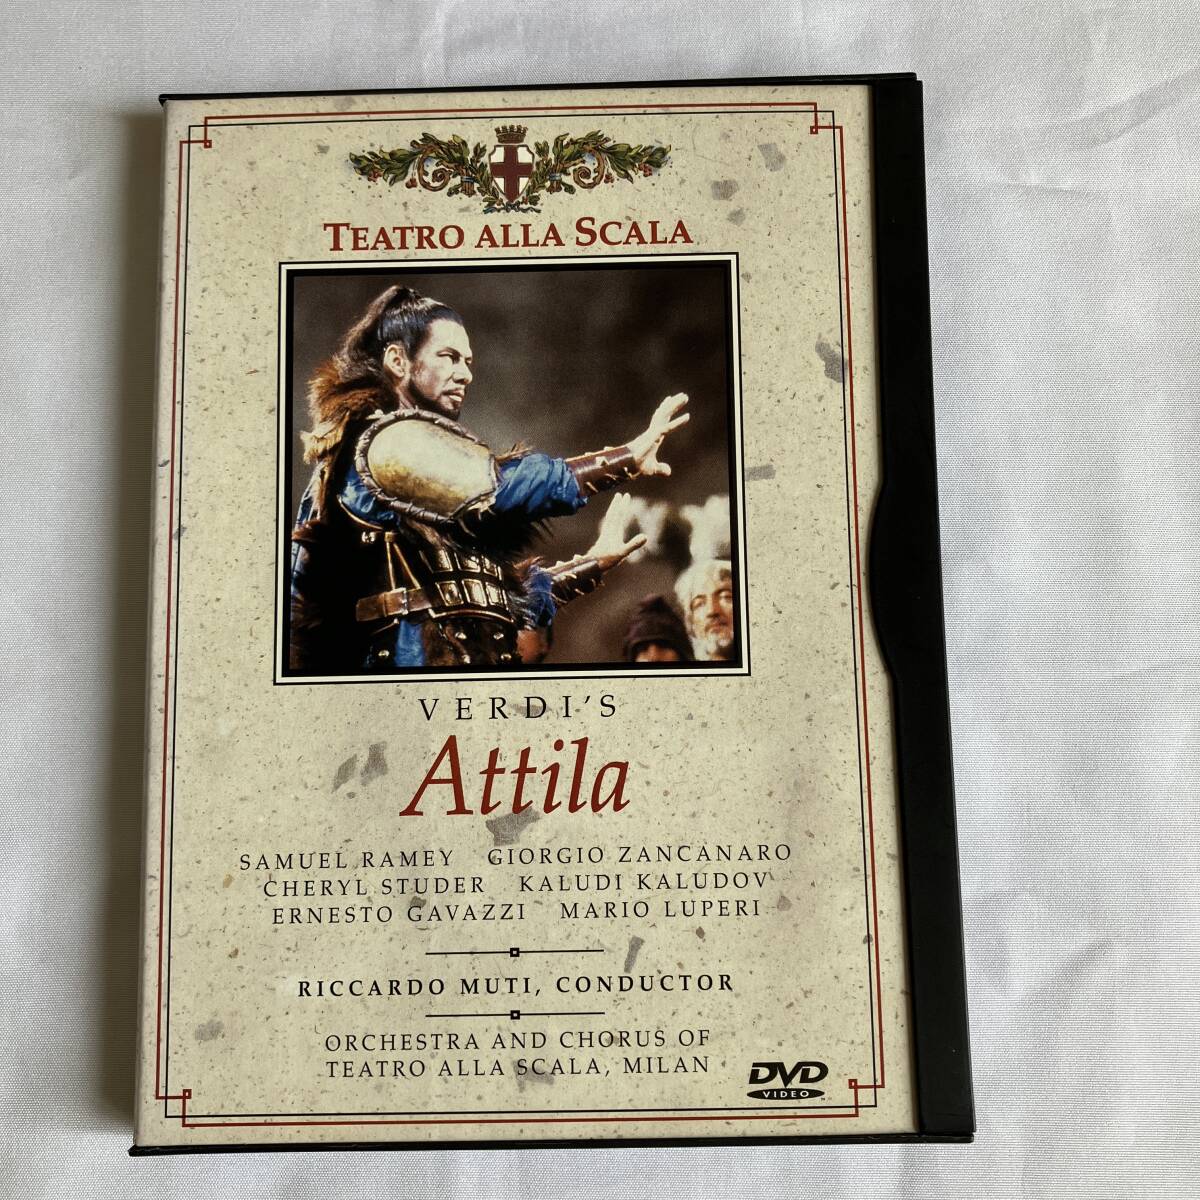 TEATRO ALLA SCALA
VERDI'S
Attila
SAMUEL RAMEY GIORGIO ZANCANARO
CHERYL STUDER KALUDI KALUDOV
ERNESTO GAVAZZI MARIO LUPERI
RICCARDO MUTI, CONDUCTOR
ORCHESTRA AND CHORUS OF
TEATRO ALLA SCALA, MILAN
DVD
VIDEO